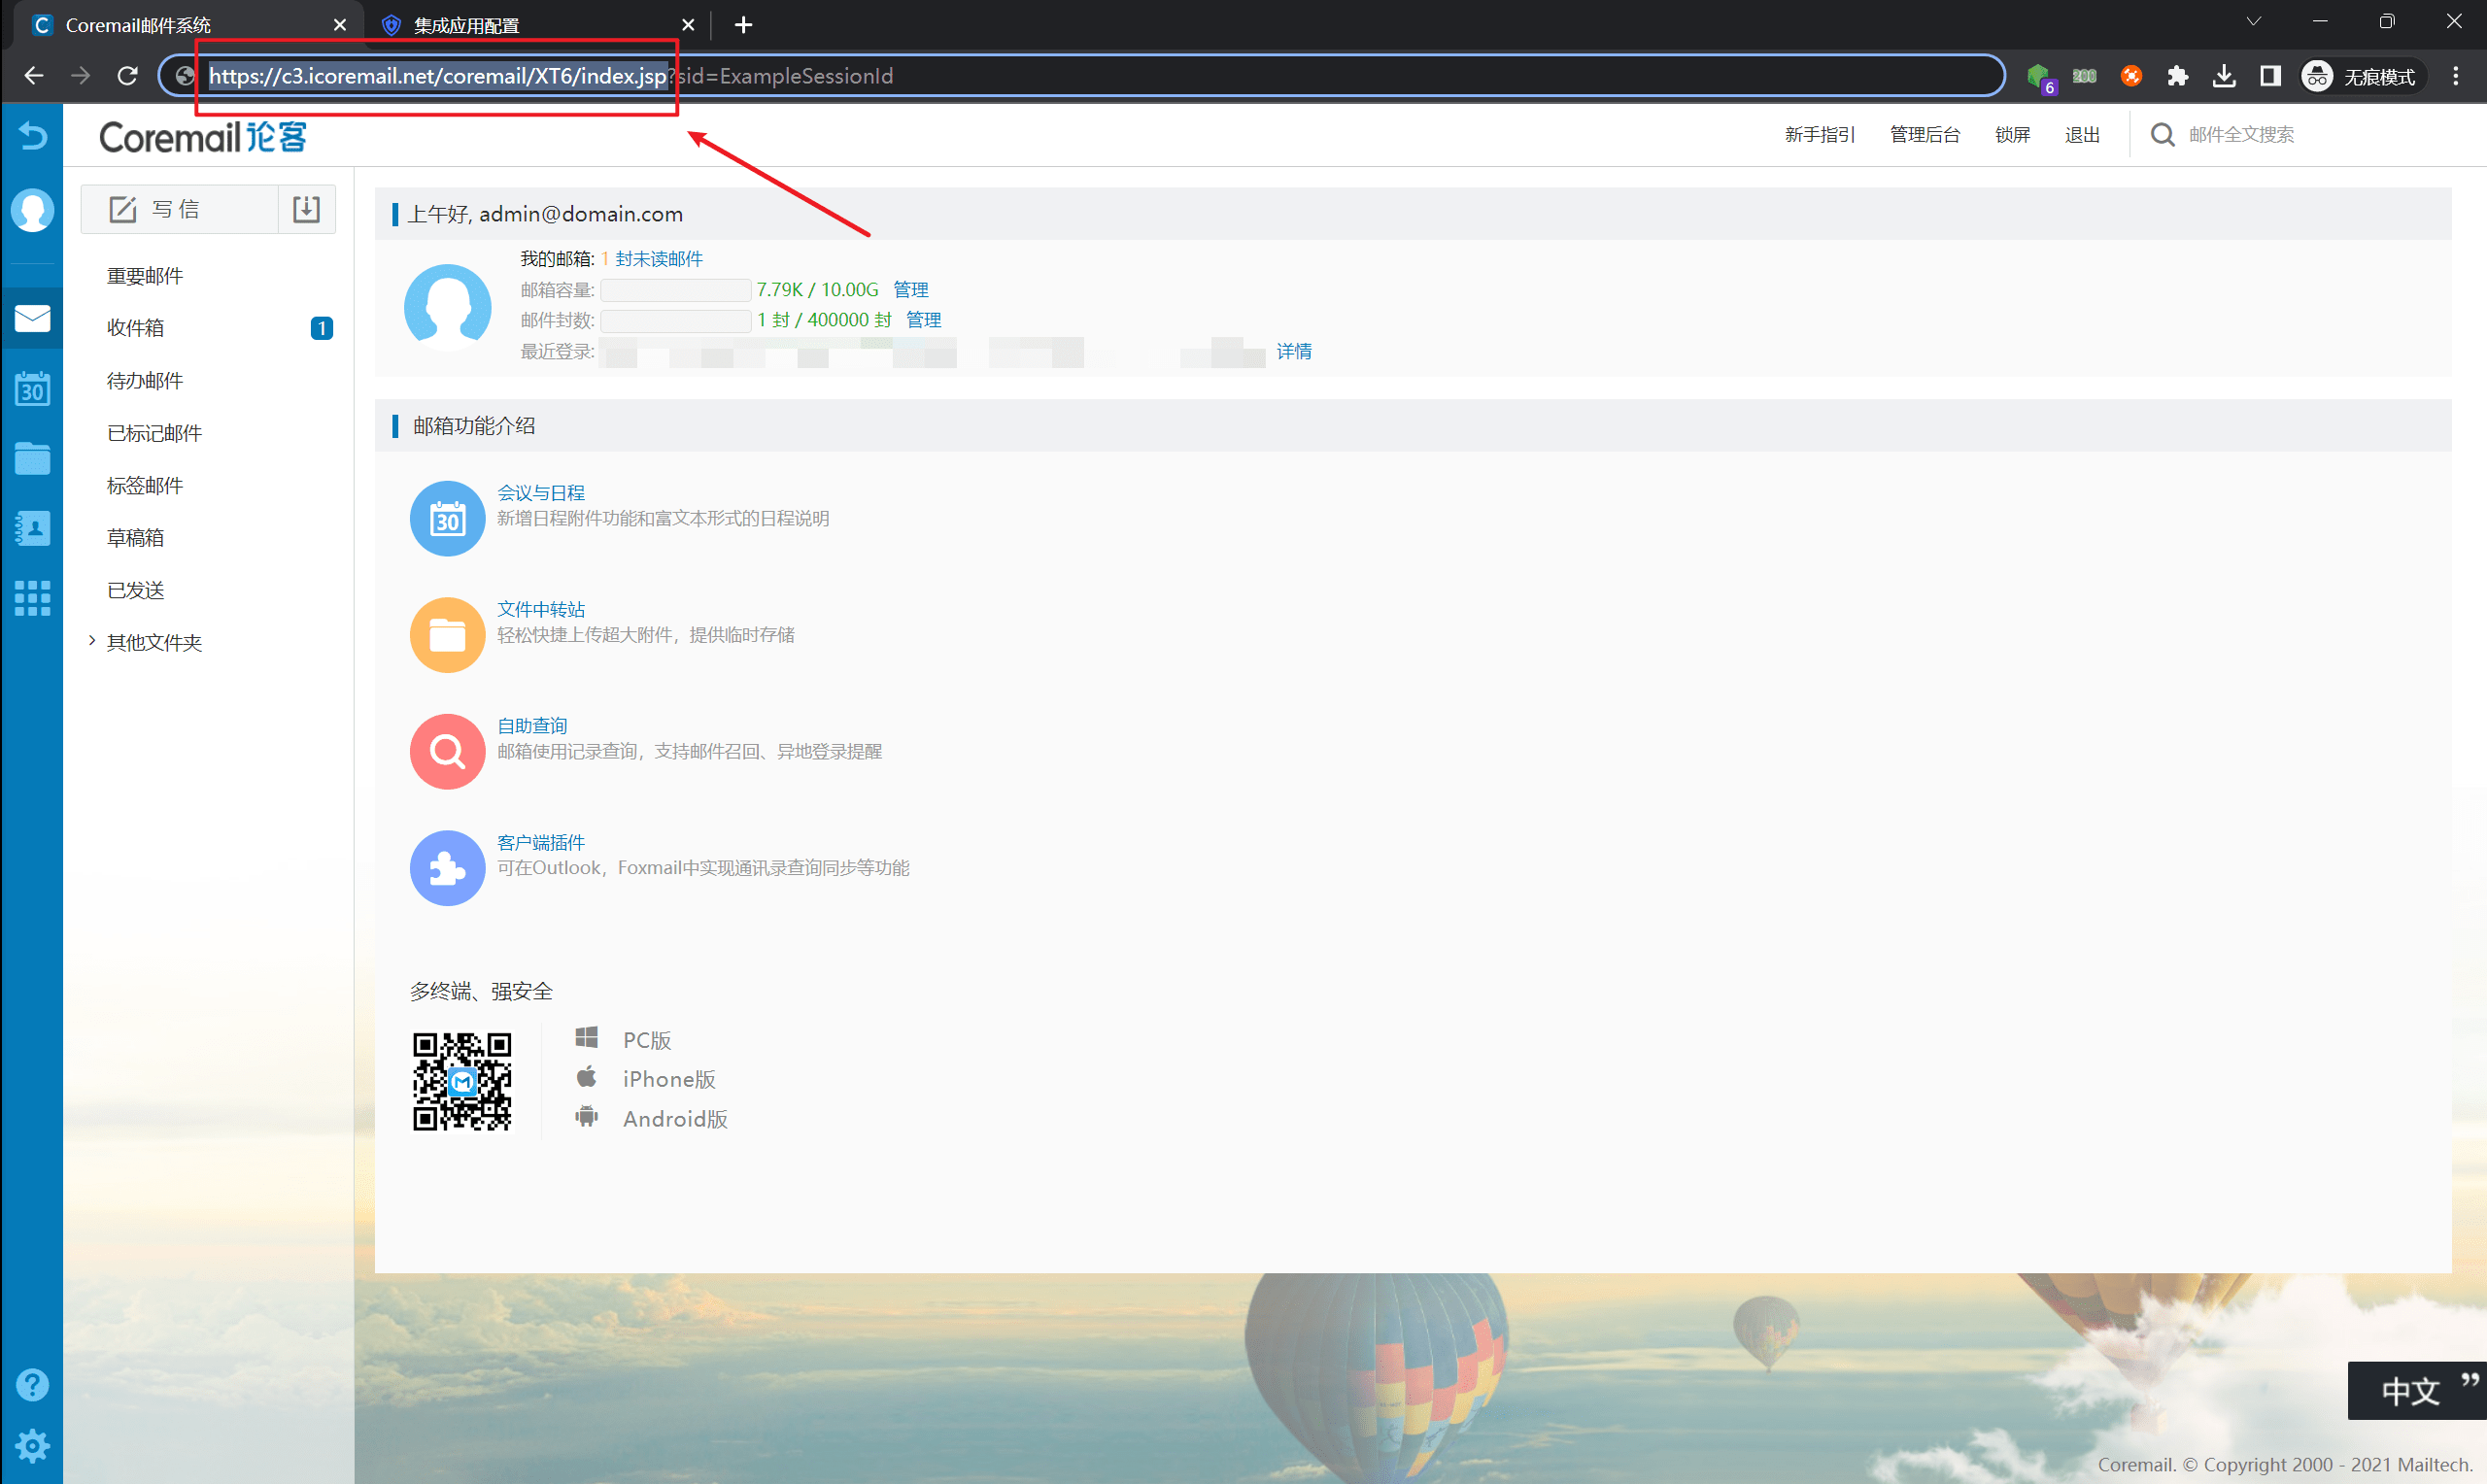 Coremail邮件系统
集成应用配置
https://c3.icoremail.net/coremail/XT6/index.jsp?sid=ExampleSessionId
6
200
无痕模式
Coremail 论客
新手指引 管理后台 锁屏 退出 邮件全文搜索
写信
上午好, admin@domain.com
我的邮箱: 1 封未读邮件
邮箱容量: 7.79K / 10.00G 管理
邮件封数: 1 封 / 400000 封 管理
最近登录: 详情
重要邮件
收件箱 1
待办邮件
已标记邮件
标签邮件
草稿箱
已发送
其他文件夹
30
邮箱功能介绍
30
会议与日程
新增日程附件功能和富文本形式的日程说明
文件中转站
轻松快捷上传超大附件，提供临时存储
自助查询
邮箱使用记录查询，支持邮件召回、异地登录提醒
客户端插件
可在Outlook，Foxmail中实现通讯录查询同步等功能
多终端、强安全
PC版
iPhone版
Android版
中文 ”
Coremail. © Copyright 2000 - 2021 Mailtech.